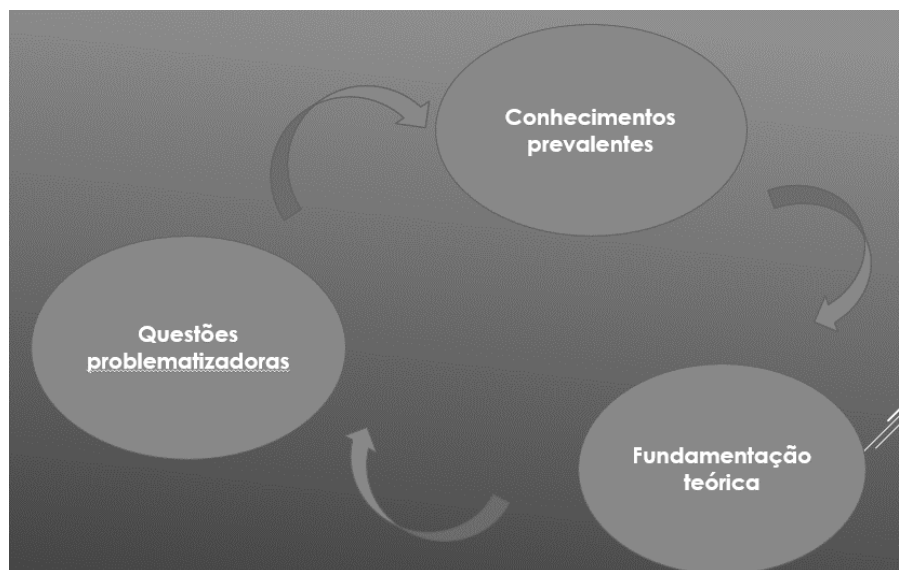 Conhecimentos
prevalentes
Questões
problematizadoras
Fundamentação
teórica